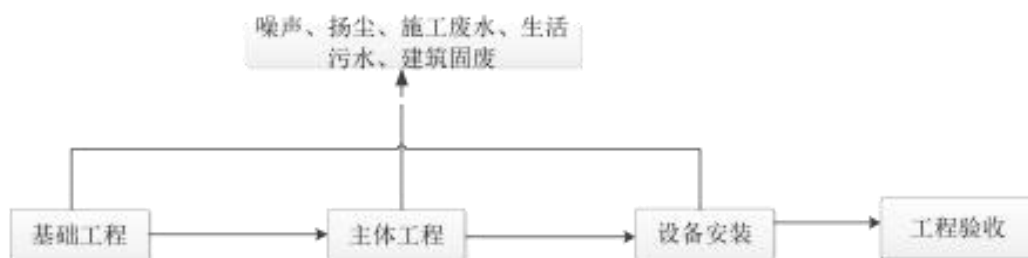 噪声、扬尘、施工废水、生活
污水、建筑固废
基础工程
主体工程
设备安装
工程验收